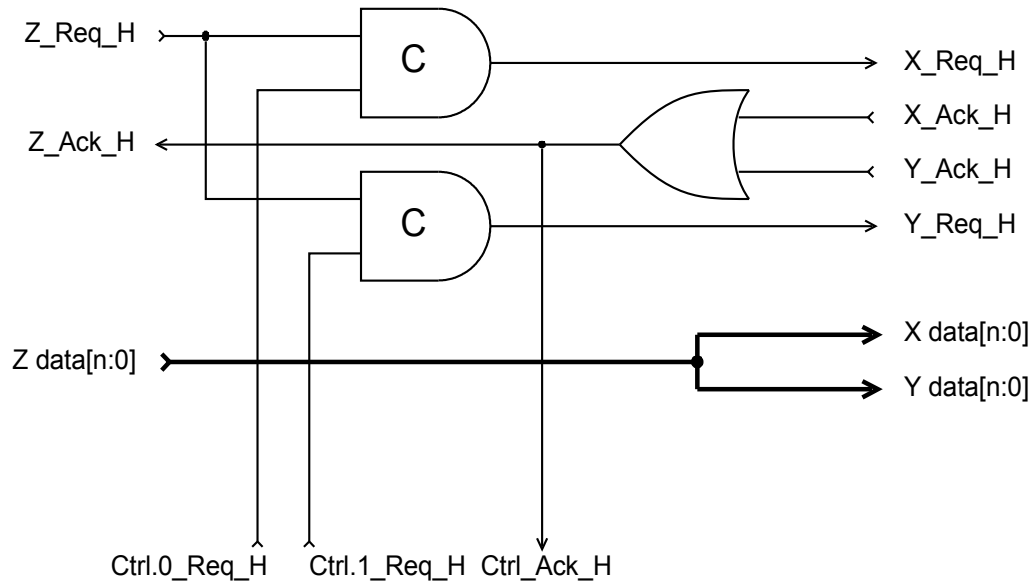 Z_Req_H
C
X_Req_H
X_Ack_H
Z_Ack_H
Y_Ack_H
C
Y_Req_H
X data[n:0]
Z data[n:0]
Y data[n:0]
Ctrl.0_Req_H Ctrl.1_Req_H Ctrl_Ack_H